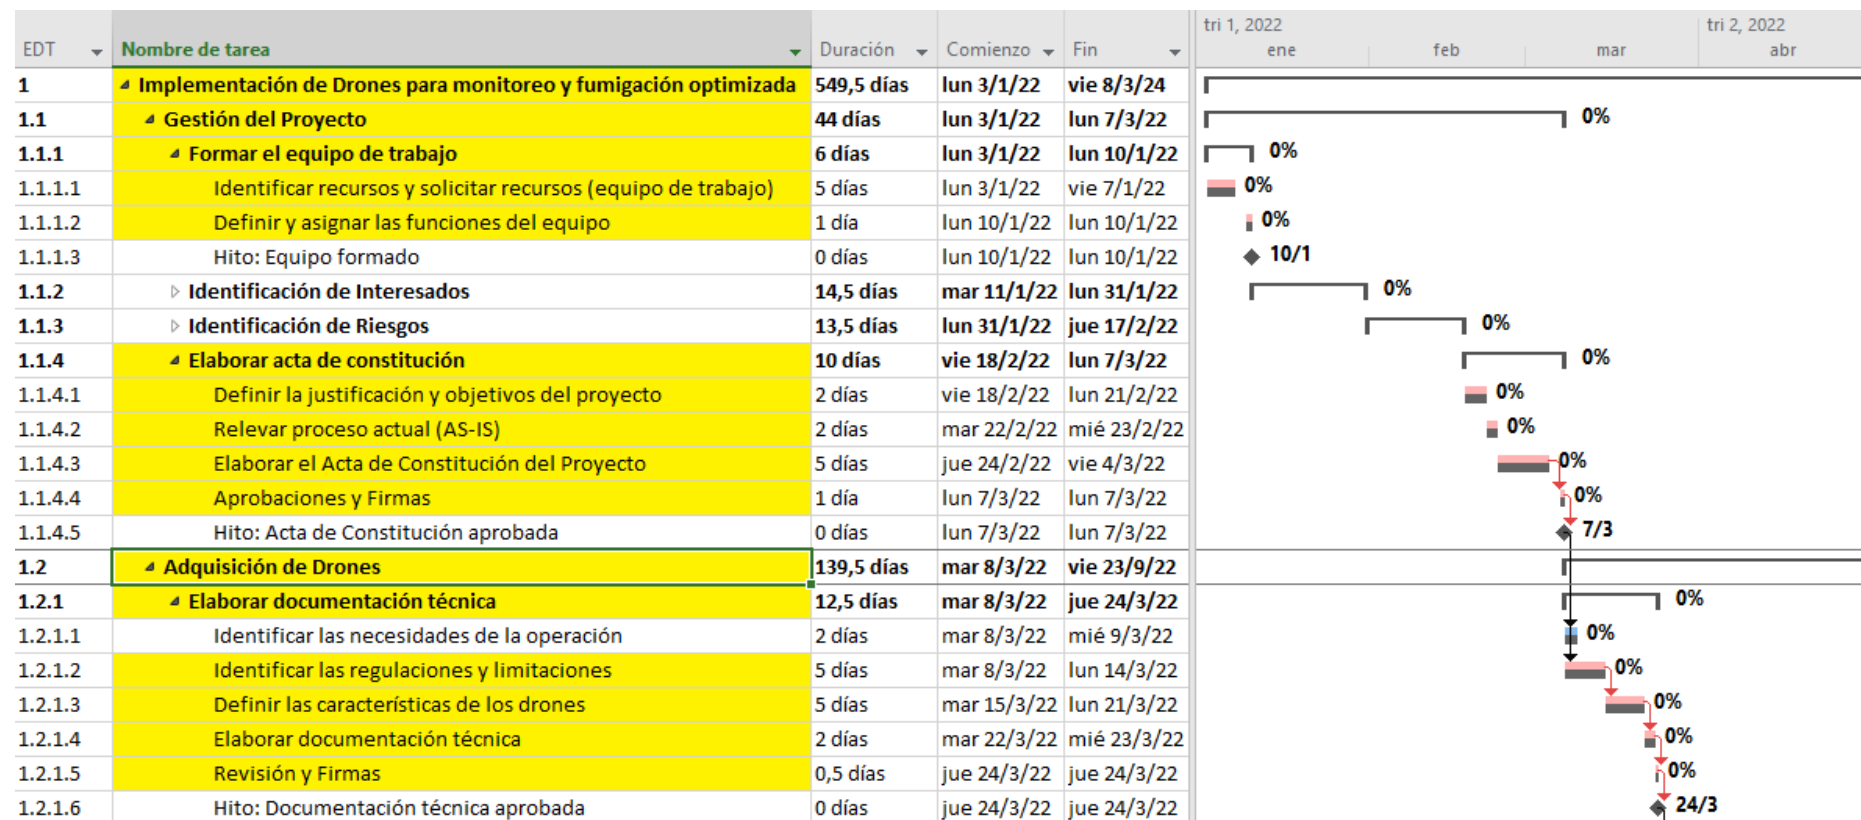 tri 1, 2022 tri 2, 2022
EDT Nombre de tarea Duración Comienzo Fin ene feb mar abr
1 Implementación de Drones para monitoreo y fumigación optimizada 549,5 días lun 3/1/22 vie 8/3/24
1.1 Gestión del Proyecto 44 días lun 3/1/22 lun 7/3/22 0%
1.1.1 Formar el equipo de trabajo 6 días lun 3/1/22 lun 10/1/22 0%
1.1.1.1 Identificar recursos y solicitar recursos (equipo de trabajo) 5 días lun 3/1/22 vie 7/1/22 0%
1.1.1.2 Definir y asignar las funciones del equipo 1 día lun 10/1/22 lun 10/1/22 0%
1.1.1.3 Hito: Equipo formado 0 días lun 10/1/22 lun 10/1/22 10/1
1.1.2 Identificación de Interesados 14,5 días mar 11/1/22 lun 31/1/22 0%
1.1.3 Identificación de Riesgos 13,5 días lun 31/1/22 jue 17/2/22 0%
1.1.4 Elaborar acta de constitución 10 días vie 18/2/22 lun 7/3/22 0%
1.1.4.1 Definir la justificación y objetivos del proyecto 2 días vie 18/2/22 lun 21/2/22 0%
1.1.4.2 Relevar proceso actual (AS-IS) 2 días mar 22/2/22 mié 23/2/22 0%
1.1.4.3 Elaborar el Acta de Constitución del Proyecto 5 días jue 24/2/22 vie 4/3/22 0%
1.1.4.4 Aprobaciones y Firmas 1 día lun 7/3/22 lun 7/3/22 0%
1.1.4.5 Hito: Acta de Constitución aprobada 0 días lun 7/3/22 lun 7/3/22 7/3
1.2 Adquisición de Drones 139,5 días mar 8/3/22 vie 23/9/22
1.2.1 Elaborar documentación técnica 12,5 días mar 8/3/22 jue 24/3/22 0%
1.2.1.1 Identificar las necesidades de la operación 2 días mar 8/3/22 mié 9/3/22 0%
1.2.1.2 Identificar las regulaciones y limitaciones 5 días mar 8/3/22 lun 14/3/22 0%
1.2.1.3 Definir las características de los drones 5 días mar 15/3/22 lun 21/3/22 0%
1.2.1.4 Elaborar documentación técnica 2 días mar 22/3/22 mié 23/3/22 0%
1.2.1.5 Revisión y Firmas 0,5 días jue 24/3/22 jue 24/3/22 0%
1.2.1.6 Hito: Documentación técnica aprobada 0 días jue 24/3/22 jue 24/3/22 24/3